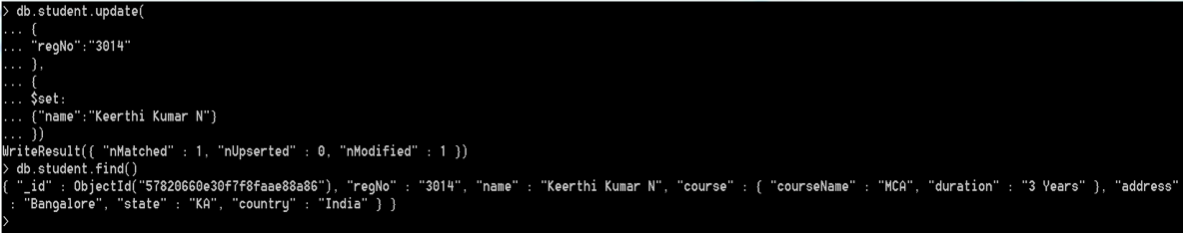 > db.student.update(
... {
... "regNo":"3014"
... },
... {
... $set:
... {"name":"Keerthi Kumar N"}
... })
WriteResult({ "nMatched" : 1, "nUpserted" : 0, "nModified" : 1 })
> db.student.find()
{ "_id" : ObjectId("57820660e30f7f8faae88a86"), "regNo" : "3014", "name" : "Keerthi Kumar N", "course" : { "courseName" : "MCA", "duration" : "3 Years" }, "address"
 : "Bangalore", "state" : "KA", "country" : "India" } }
>